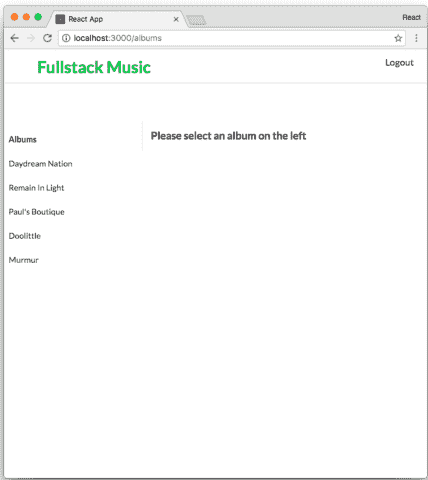 React App
React
localhost:3000/albums
Fullstack Music
Logout
Albums
Please select an album on the left
Daydream Nation
Remain In Light
Paul's Boutique
Doolittle
Murmur